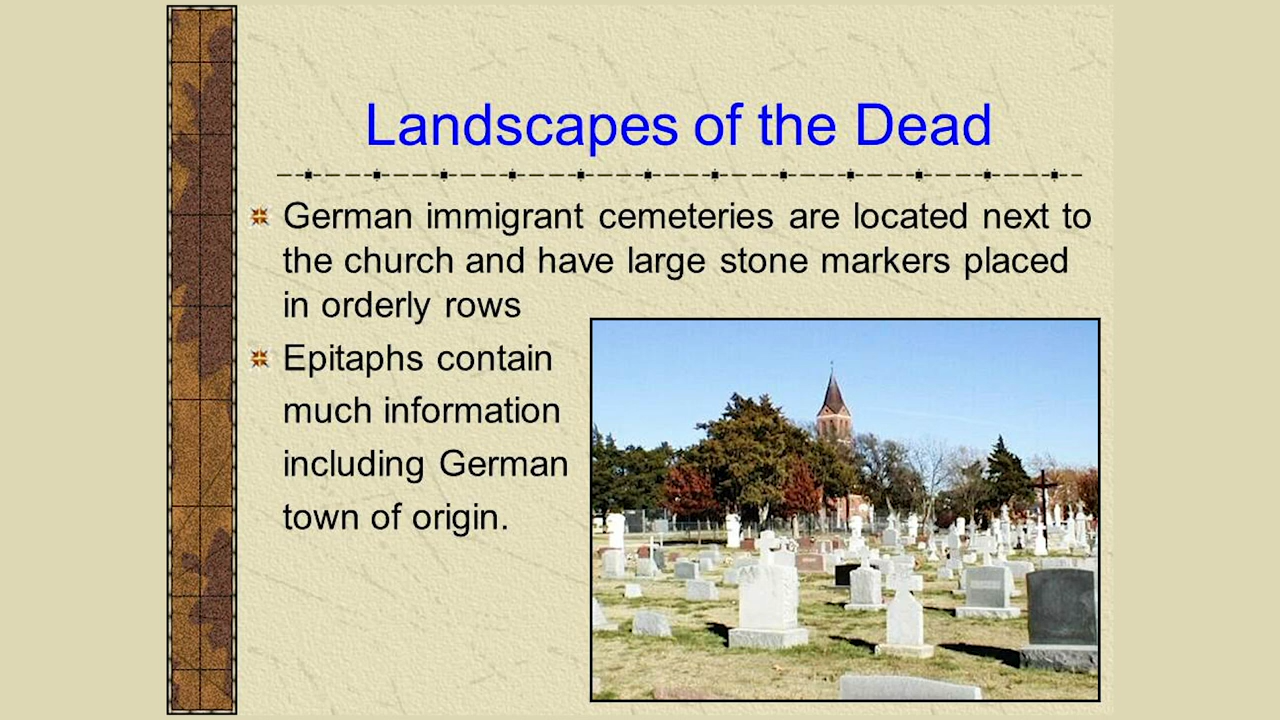 Landscapes of the Dead
German immigrant cemeteries are located next to
the church and have large stone markers placed
in orderly rows
Epitaphs contain
much information
including German
town of origin.